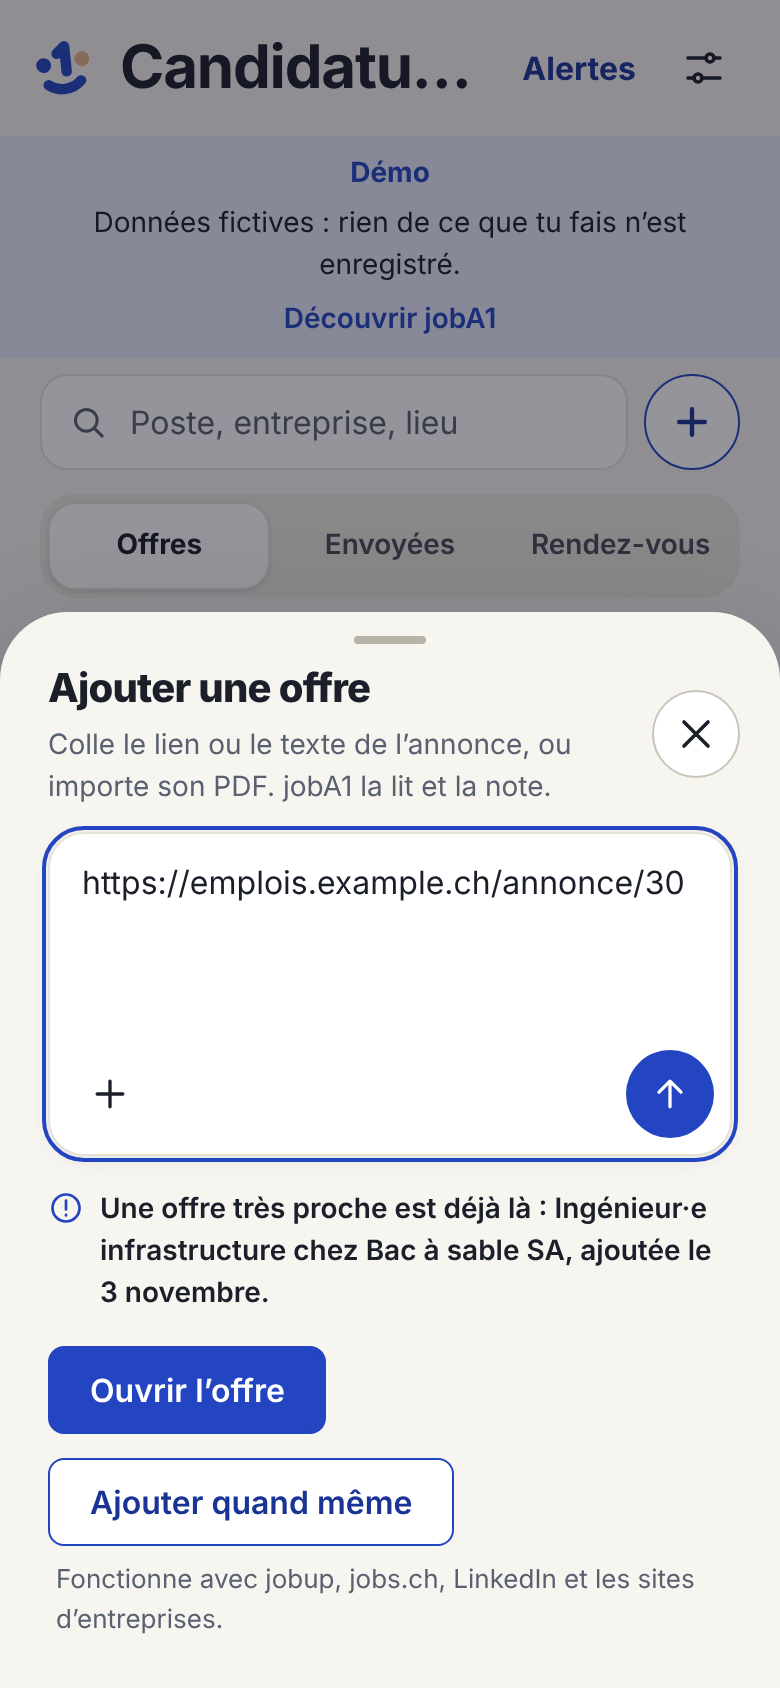 Candidatu…
Alertes
Démo
Données fictives : rien de ce que tu fais n’est
enregistré.
Découvrir jobA1
Poste, entreprise, lieu
Offres
Envoyées
Rendez-vous
Ajouter une offre
Colle le lien ou le texte de l’annonce, ou
importe son PDF. jobA1 la lit et la note.
https://emplois.example.ch/annonce/30
Une offre très proche est déjà là : Ingénieur·e
infrastructure chez Bac à sable SA, ajoutée le
3 novembre.
Ouvrir l’offre
Ajouter quand même
Fonctionne avec jobup, jobs.ch, LinkedIn et les sites
d’entreprises.